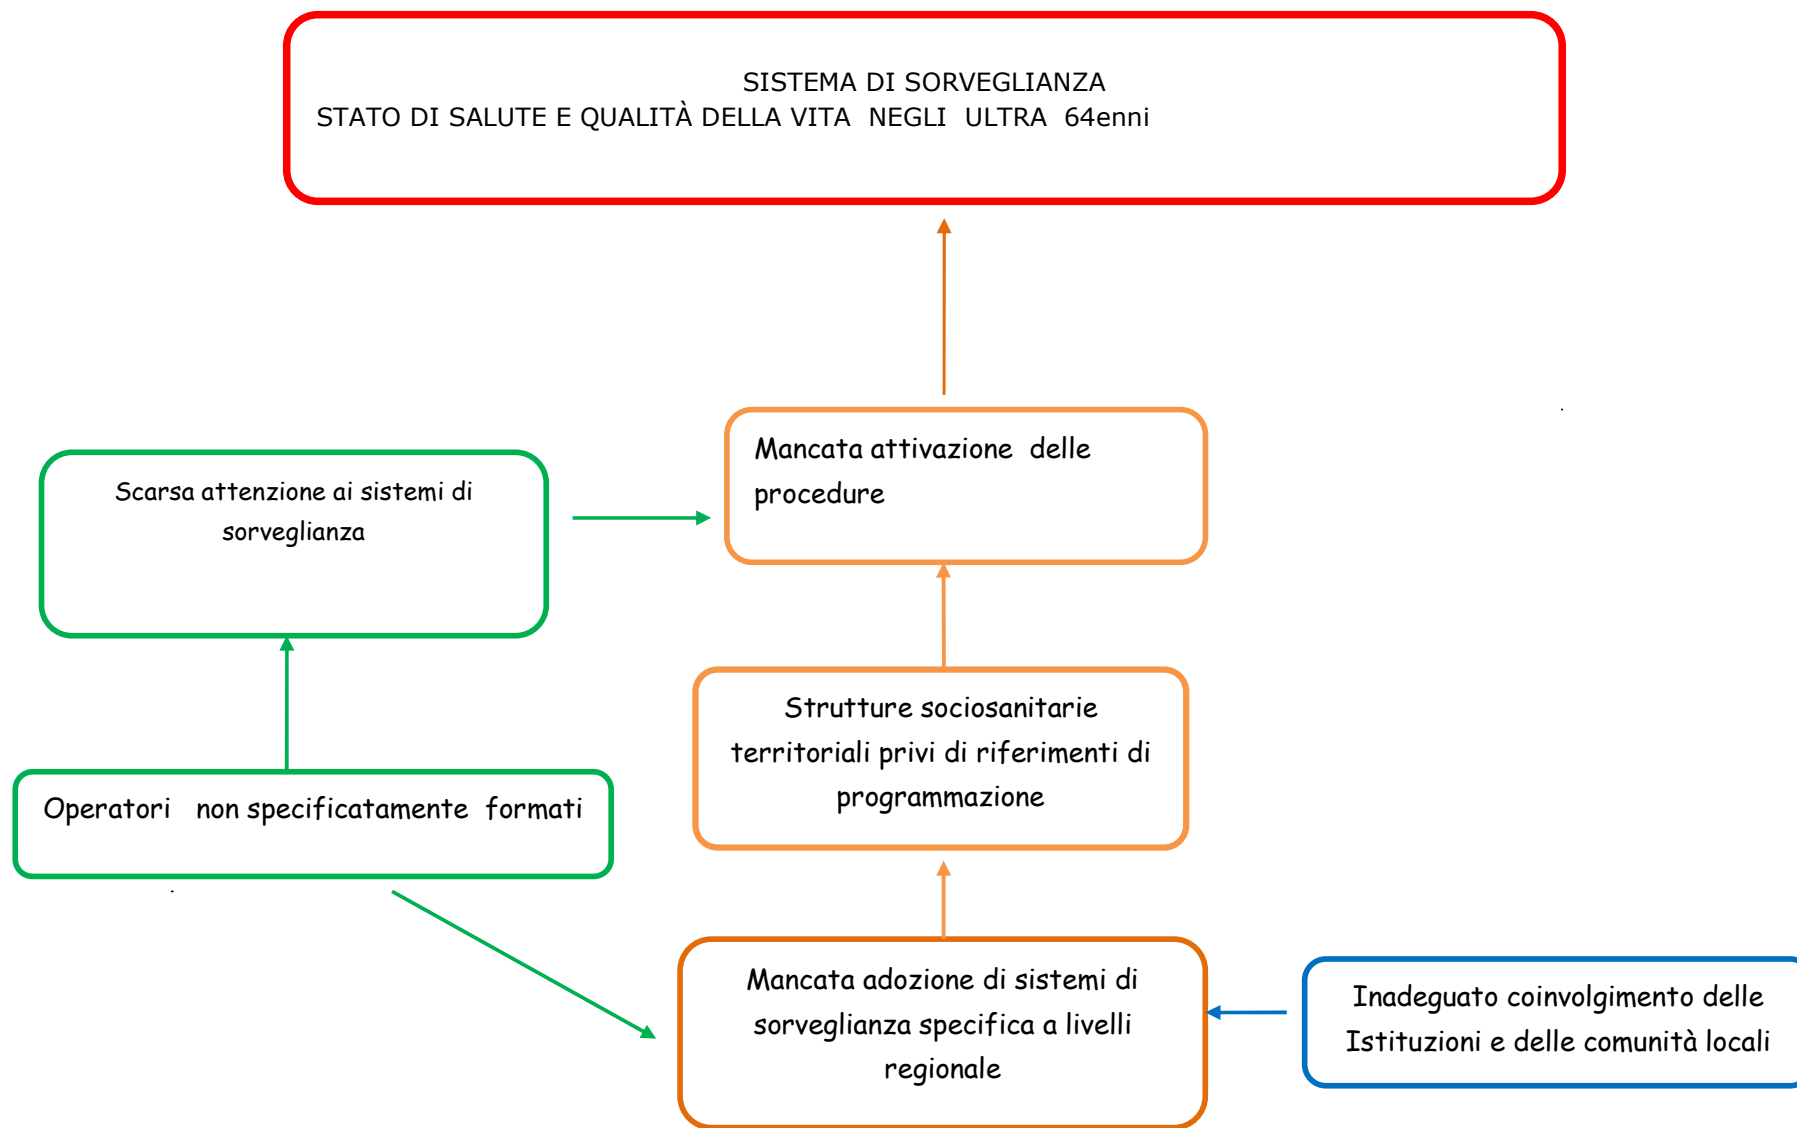 SISTEMA DI SORVEGLIANZA
STATO DI SALUTE E QUALITÀ DELLA VITA NEGLI ULTRA 64enni
Mancata attivazione delle
procedure
Scarsa attenzione ai sistemi di
sorveglianza
Strutture sociosanitarie
territoriali privi di riferimenti di
programmazione
Operatori non specificatamente formati
Mancata adozione di sistemi di
sorveglianza specifica a livelli
regionale
Inadeguato coinvolgimento delle
Istituzioni e delle comunità locali